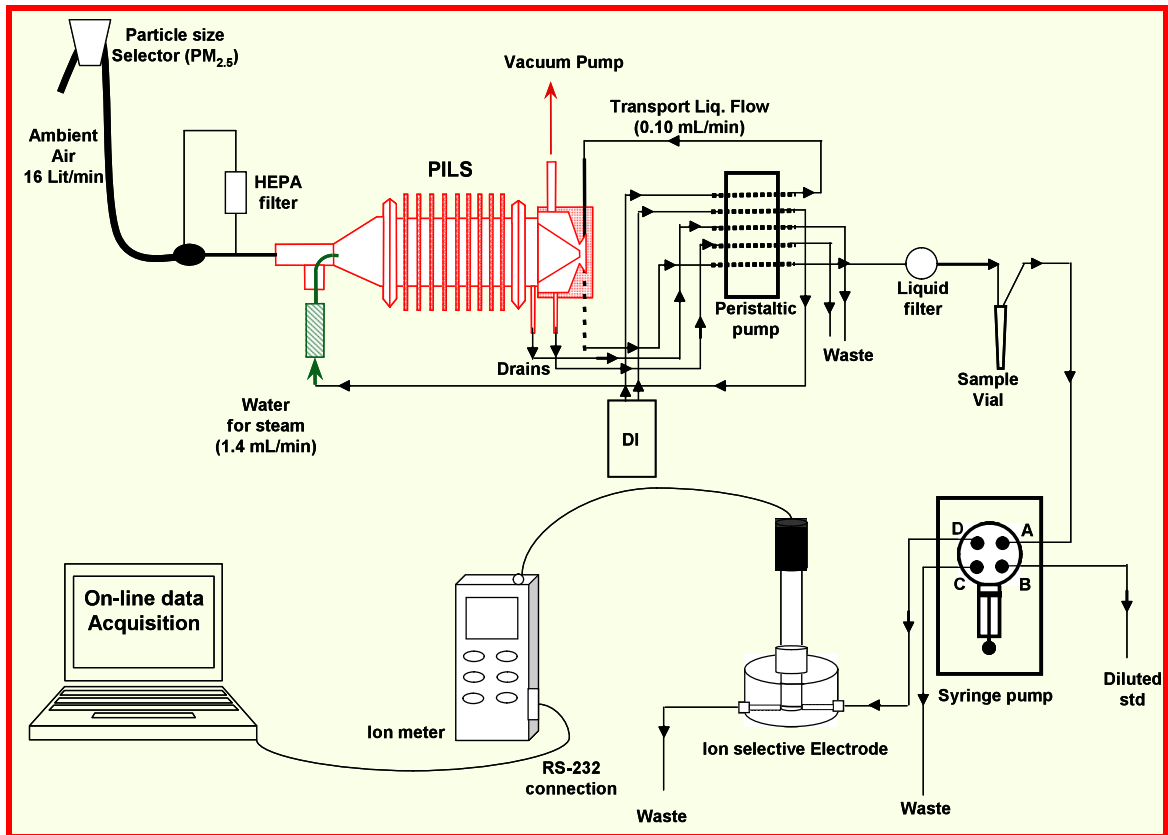 Particle size
Selector (PM2.5)
Vacuum Pump
Transport Liq. Flow
(0.10 mL/min)
Ambient
Air
16 Lit/min
HEPA
filter
PILS
Peristaltic
pump
Liquid
filter
Waste
Drains
Sample
Vial
Water
for steam
(1.4 mL/min)
DI
D
A
C
B
On-line data
Acquisition
Syringe pump
Diluted
std
Ion meter
Ion selective Electrode
RS-232
connection
Waste
Waste